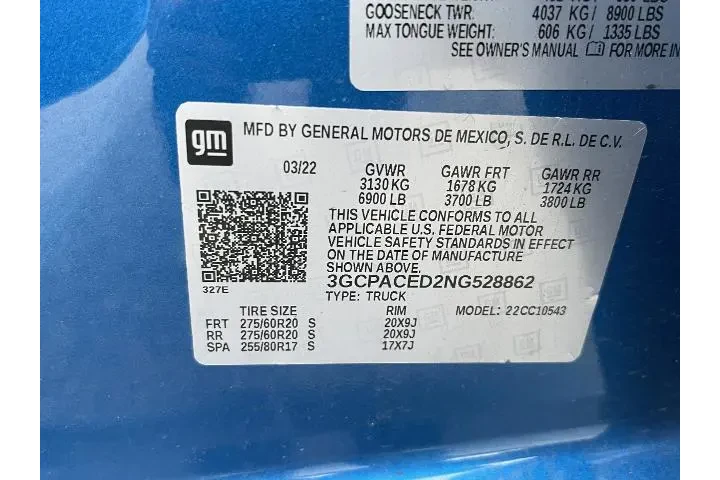 GOOSENECK TWR: 4037 KG / 8900 LBS
MAX TONGUE WEIGHT: 606 KG / 1335 LBS
SEE OWNER'S MANUAL FOR MORE IN
gm
MFD BY GENERAL MOTORS DE MEXICO, S. DE R.L. DE C.V.
03/22 GVWR GAWR FRT GAWR RR
3130 KG 1678 KG 1724 KG
6900 LB 3700 LB 3800 LB
THIS VEHICLE CONFORMS TO ALL
APPLICABLE U.S. FEDERAL MOTOR
VEHICLE SAFETY STANDARDS IN EFFECT
ON THE DATE OF MANUFACTURE
SHOWN ABOVE.
327E
3GCPACED2NG528862
TYPE: TRUCK MODEL: 22CC10543
TIRE SIZE RIM
FRT 275/60R20 S 20X9J
RR 275/60R20 S 20X9J
SPA 255/80R17 S 17X7J